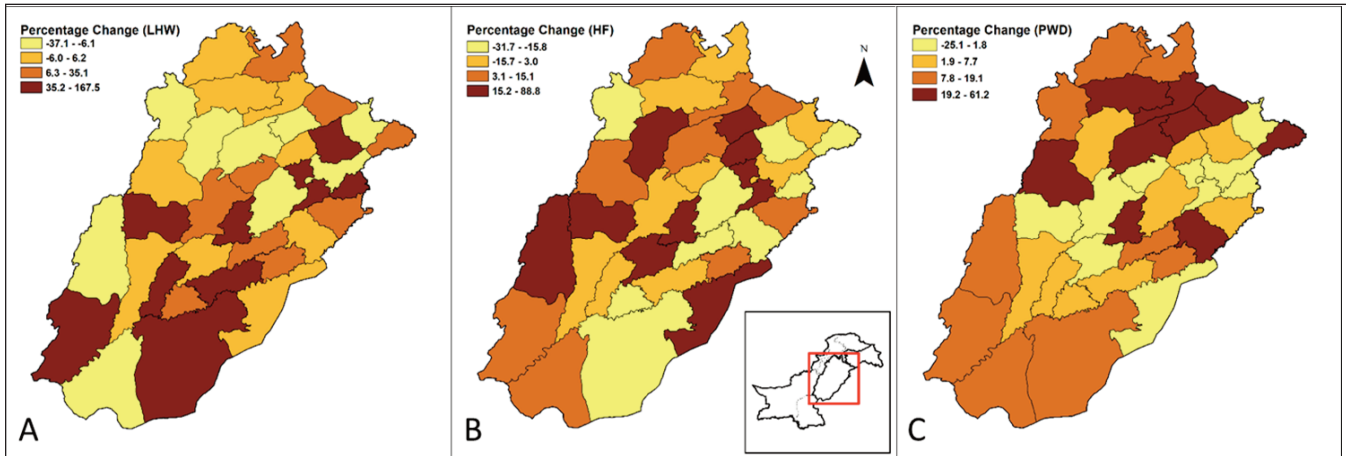 Percentage Change (LHW)
-37.1 - -6.1
-6.0 - 6.2
6.3 - 35.1
35.2 - 167.5
A
Percentage Change (HF)
-31.7 - -15.8
-15.7 - 3.0
3.1 - 15.1
15.2 - 88.8
N
B
Percentage Change (PWD)
-25.1 - 1.8
1.9 - 7.7
7.8 - 19.1
19.2 - 61.2
C